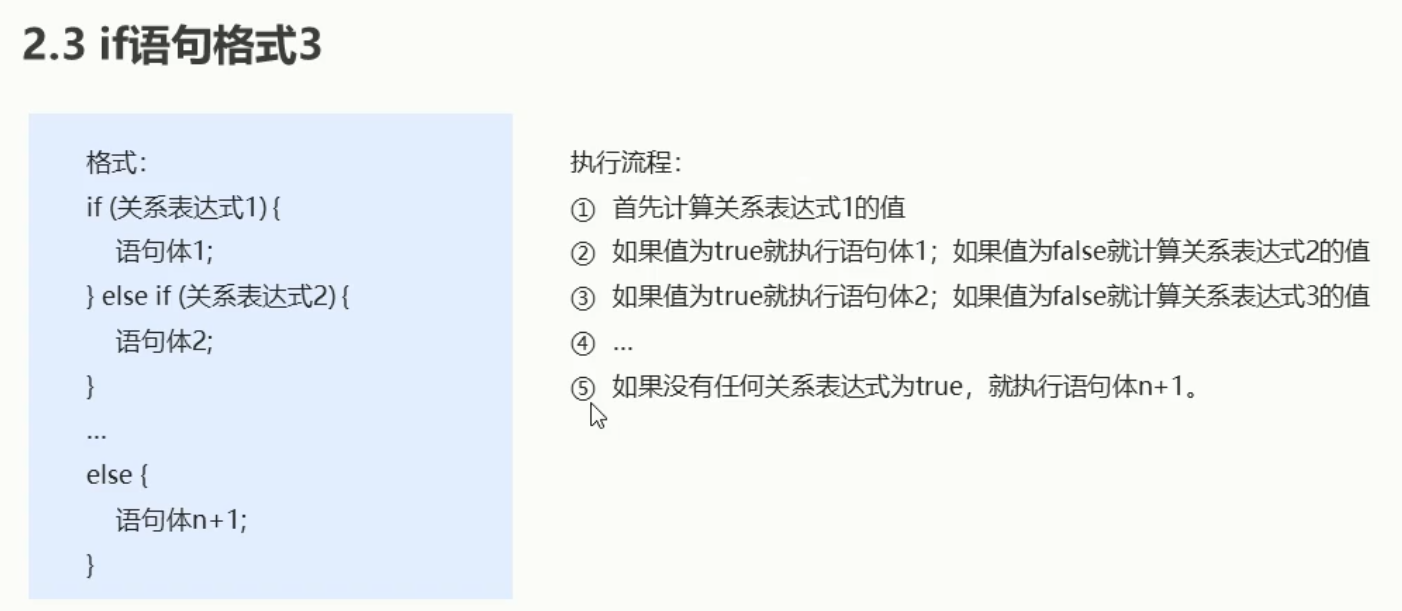 2.3 if语句格式3
格式：
if (关系表达式1) {
语句体1;
} else if (关系表达式2) {
语句体2;
}
...
else {
语句体n+1;
}
执行流程：
① 首先计算关系表达式1的值
② 如果值为true就执行语句体1；如果值为false就计算关系表达式2的值
③ 如果值为true就执行语句体2；如果值为false就计算关系表达式3的值
④ ...
⑤ 如果没有任何关系表达式为true，就执行语句体n+1。